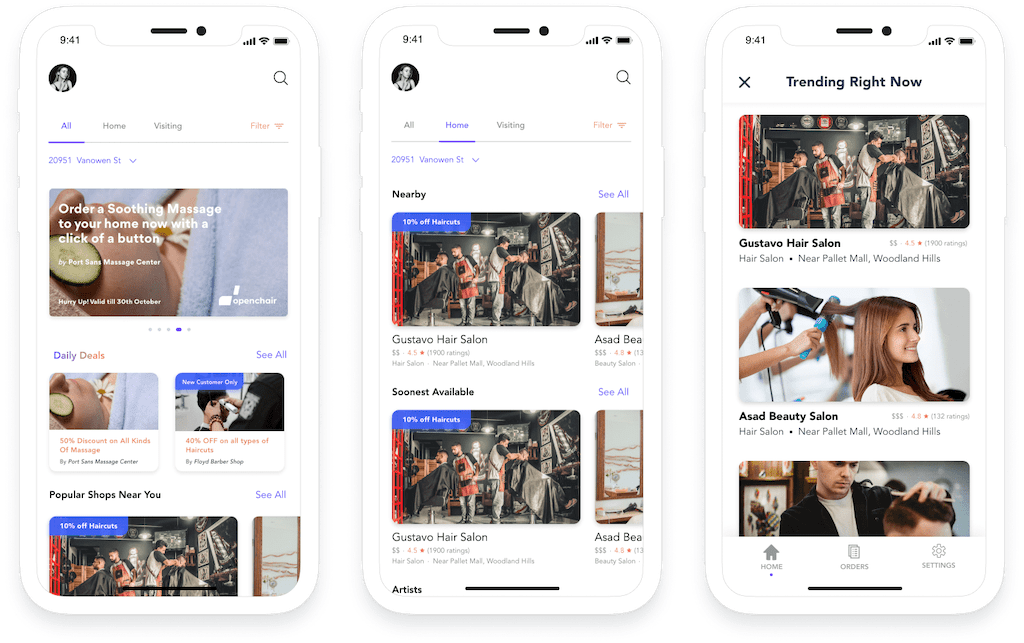 9:41
All Home Visiting Filter
20951 Vanowen St
Order a Soothing Massage
to your home now with a
click of a button
by Port Sans Massage Center
Hurry Up! Valid till 30th October
openchair
Daily Deals See All
New Customer Only
50% Discount on All Kinds
Of Massage
By Port Sans Massage Center
40% OFF on all types of
Haircuts
By Floyd Barber Shop
Popular Shops Near You See All
10% off Haircuts
9:41
All Home Visiting Filter
20951 Vanowen St
Nearby See All
10% off Haircuts
Gustavo Hair Salon
$$ · 4.5 ★ (1900 ratings)
Hair Salon · Near Pallet Mall, Woodland Hills
Asad Bea
$$$ · 4.8 ★ (13
Beauty Salon ·
Soonest Available See All
10% off Haircuts
Gustavo Hair Salon
$$ · 4.5 ★ (1900 ratings)
Hair Salon · Near Pallet Mall, Woodland Hills
Asad Bea
$$$ · 4.8 ★ (13
Beauty Salon ·
Artists
9:41
Trending Right Now
Gustavo Hair Salon $$ · 4.5 ★ (1900 ratings)
Hair Salon • Near Pallet Mall, Woodland Hills
Asad Beauty Salon $$$ · 4.8 ★ (132 ratings)
Hair Salon • Near Pallet Mall, Woodland Hills
HOME ORDERS SETTINGS